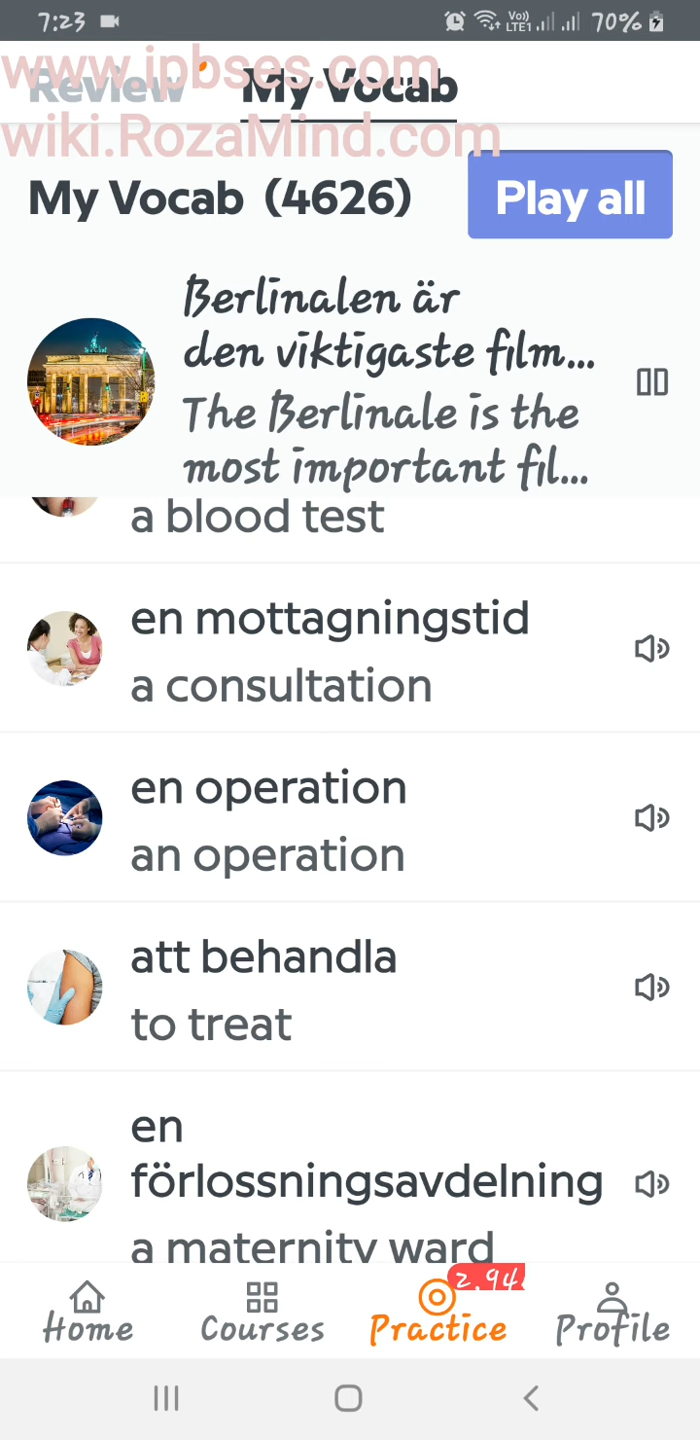 7:23
Vo)) LTE1 70%
www.ipbses.com
Review My Vocab
wiki.RozaMind.com
My Vocab (4626) Play all
Berlinalen är
den viktigaste film...
The Berlinale is the
most important fil...
a blood test
en mottagningstid
a consultation
en operation
an operation
att behandla
to treat
en
förlossningsavdelning
a maternity ward
2,94
Home Courses Practice Profile